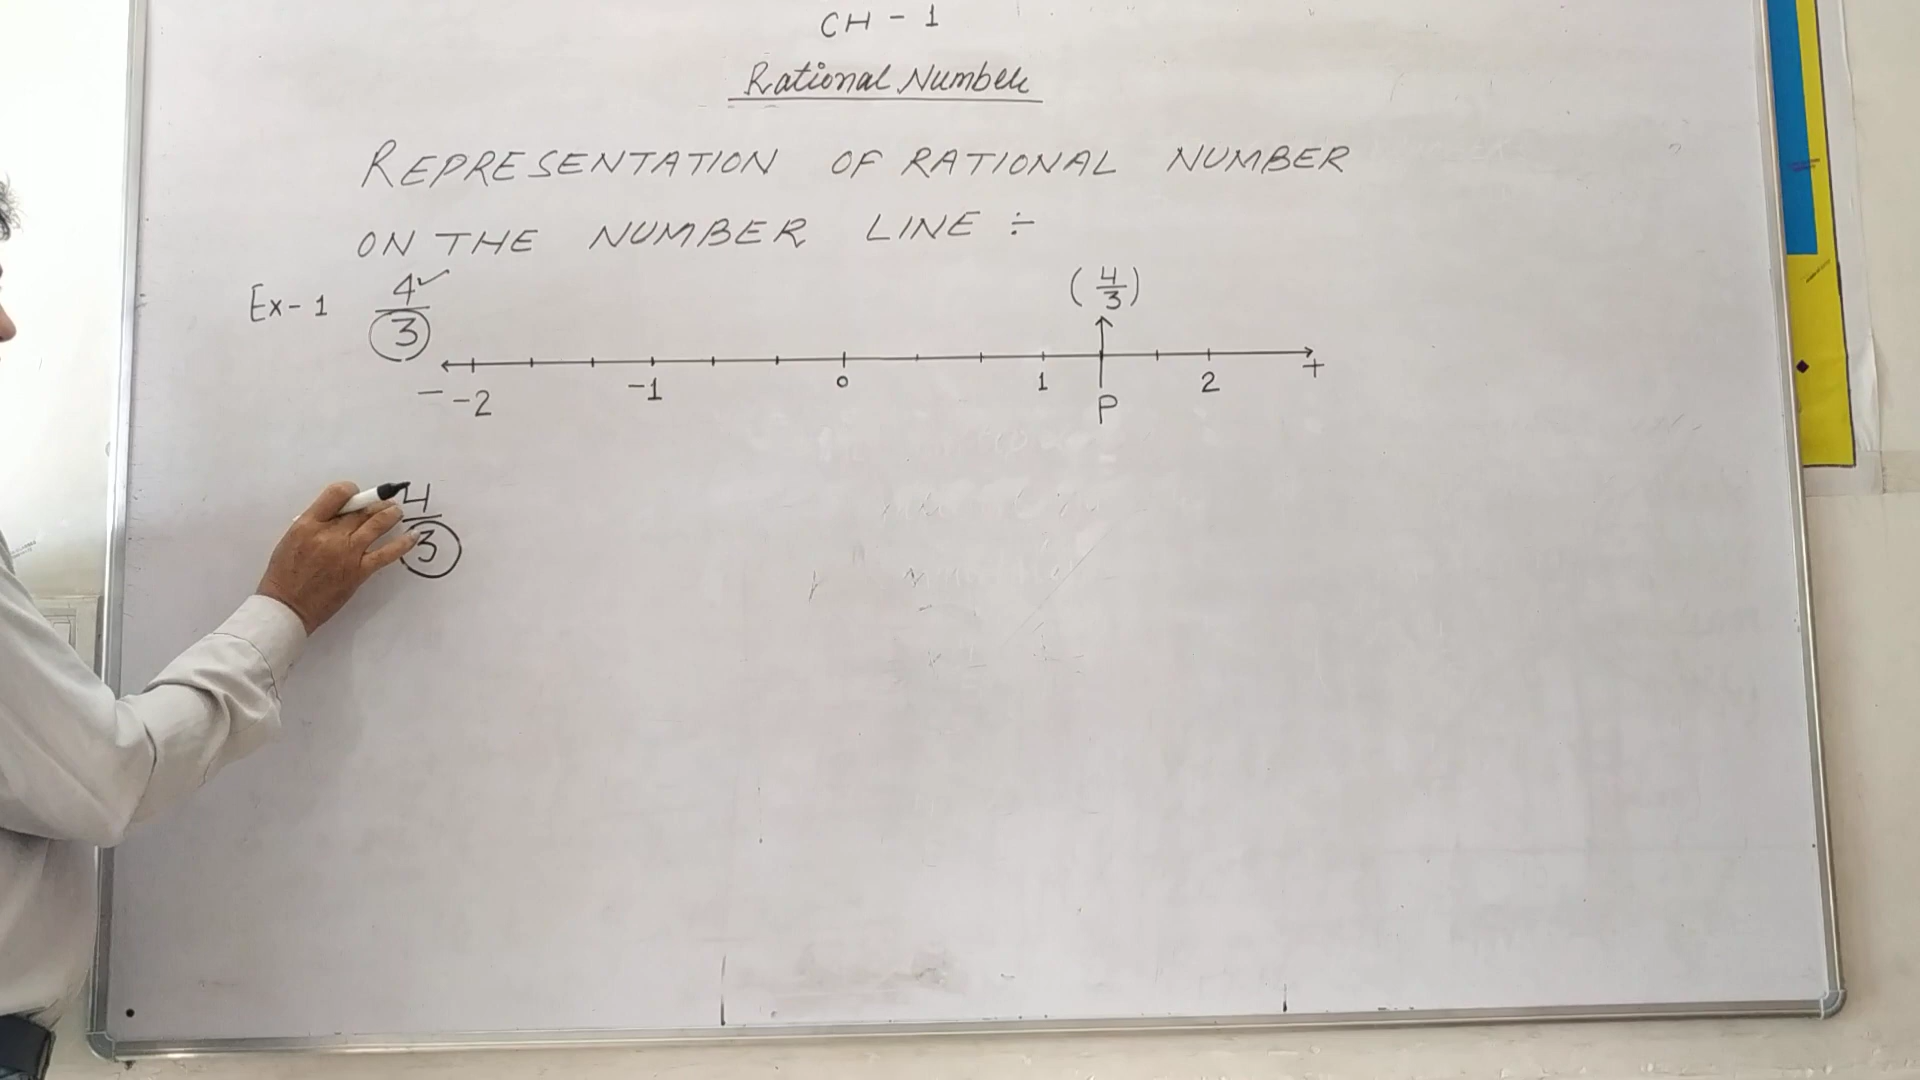 CH - 1
Rational Number
REPRESENTATION OF RATIONAL NUMBER
ON THE NUMBER LINE ÷
Ex- 1 4/3
(4/3)
- -2 -1 0 1 2 +
P
4/3